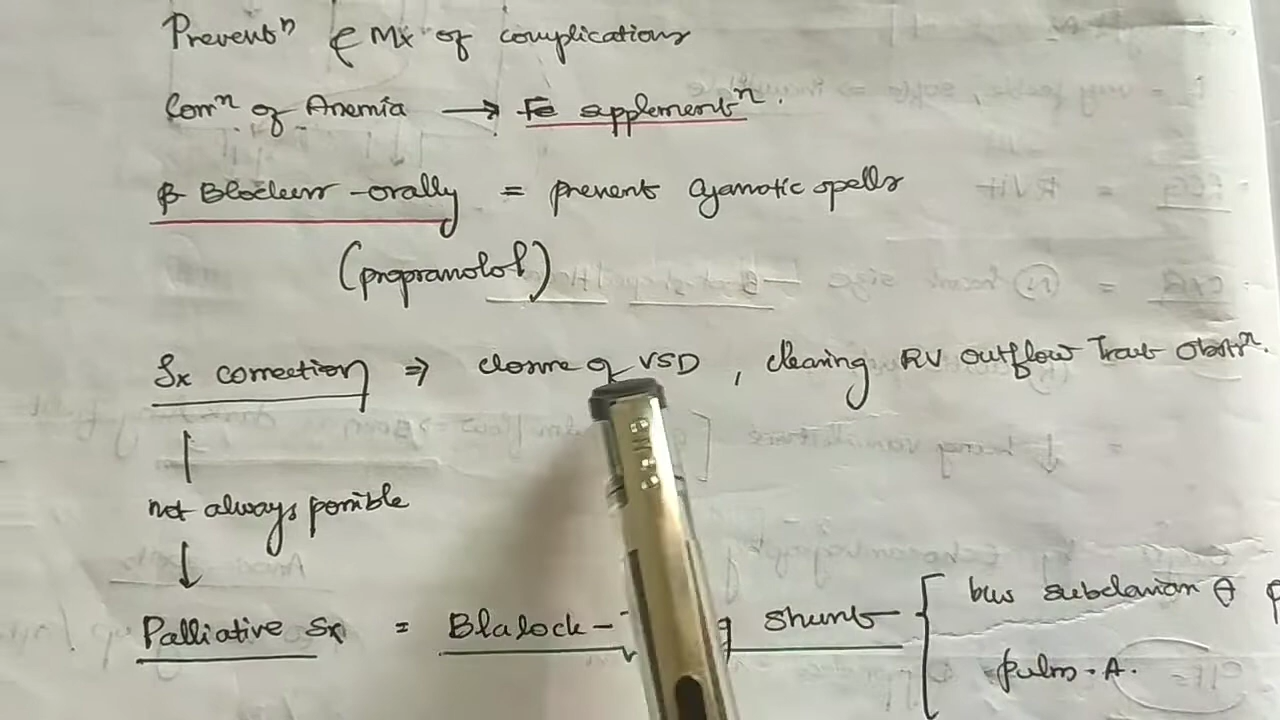 Preventⁿ & Mx of complications
Corrⁿ of Anemia → Fe supplementⁿ.
β Blockers - orally = prevent cyanotic spells
(propranolol)
Sx correction ⇒ closure of VSD, clearing RV outflow Tract Obstrⁿ.
not always possible
Palliative Sx = Blalock- g shunt
b/w subclavian A &
pulm. A.